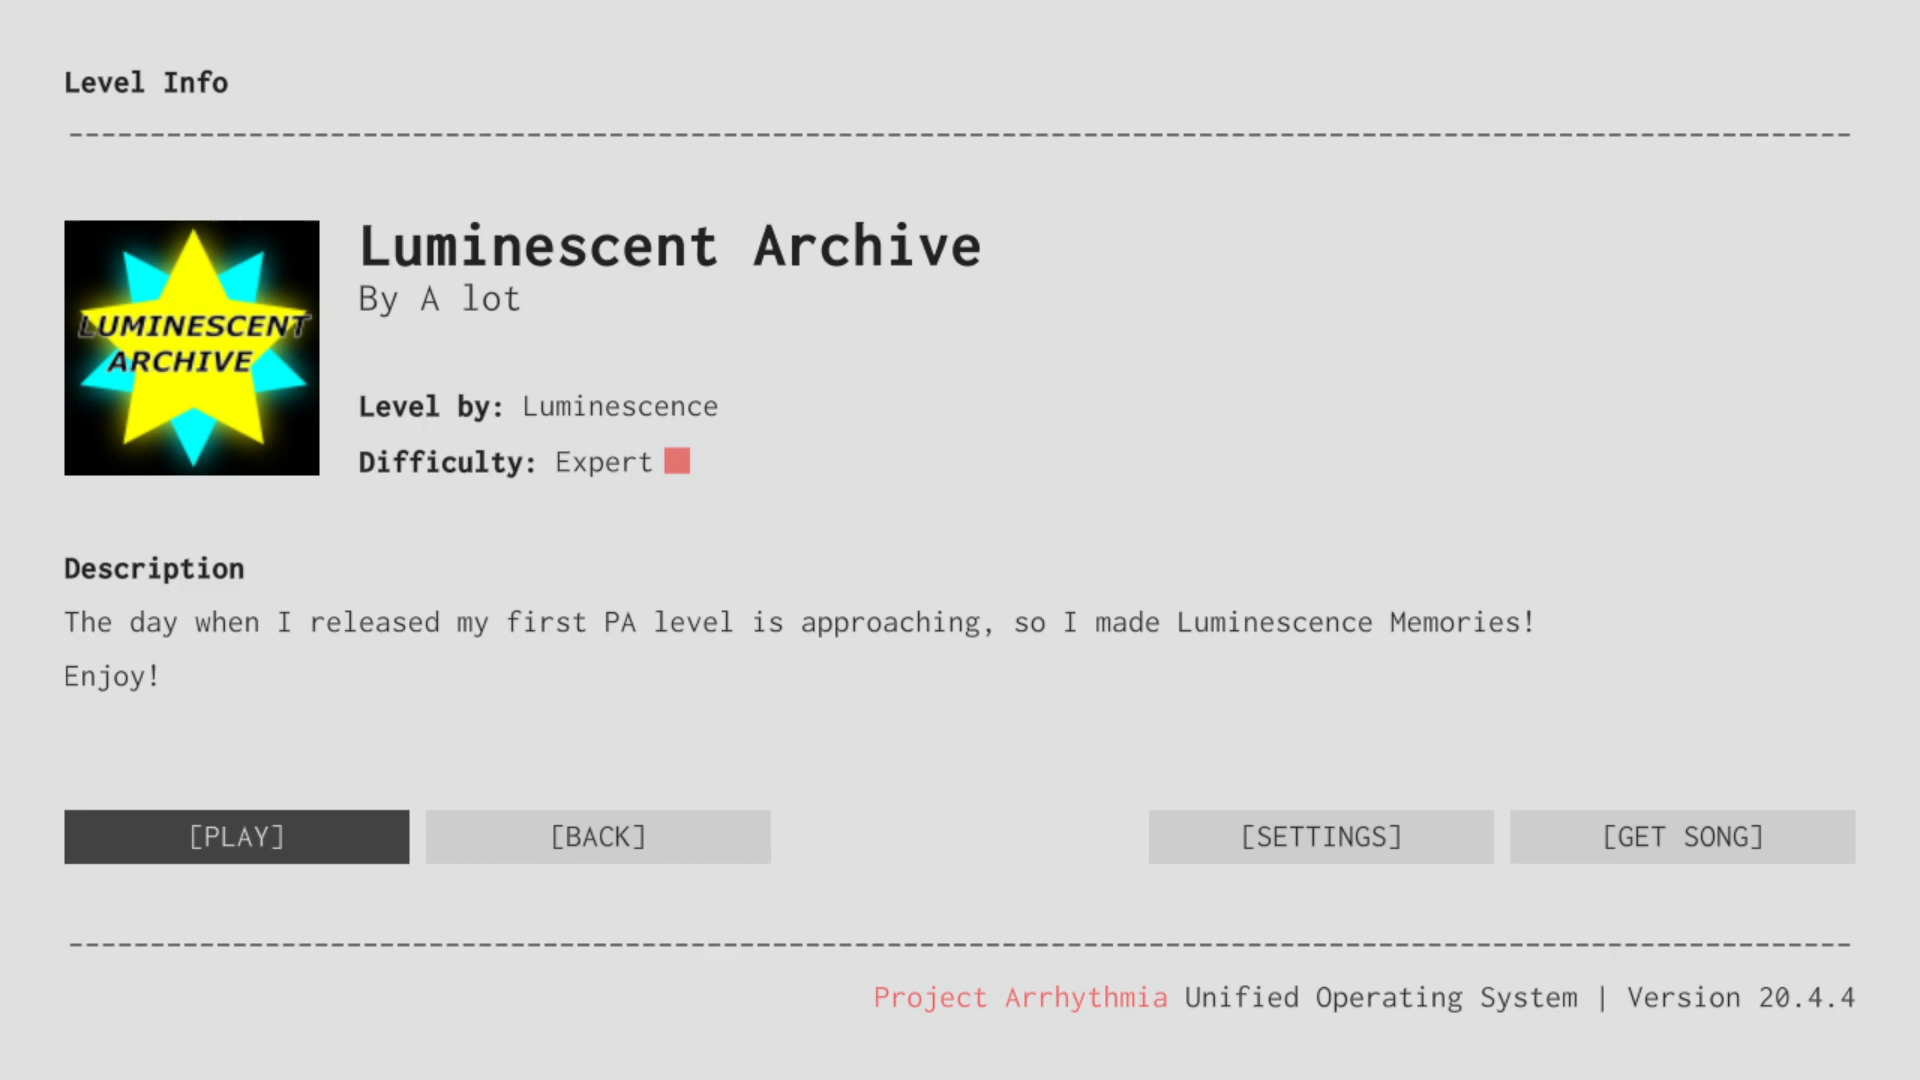 Level Info
LUMINESCENT
ARCHIVE
Luminescent Archive
By A lot
Level by: Luminescence
Difficulty: Expert
Description
The day when I released my first PA level is approaching, so I made Luminescence Memories!
Enjoy!
[PLAY] [BACK] [SETTINGS] [GET SONG]
Project Arrhythmia Unified Operating System | Version 20.4.4